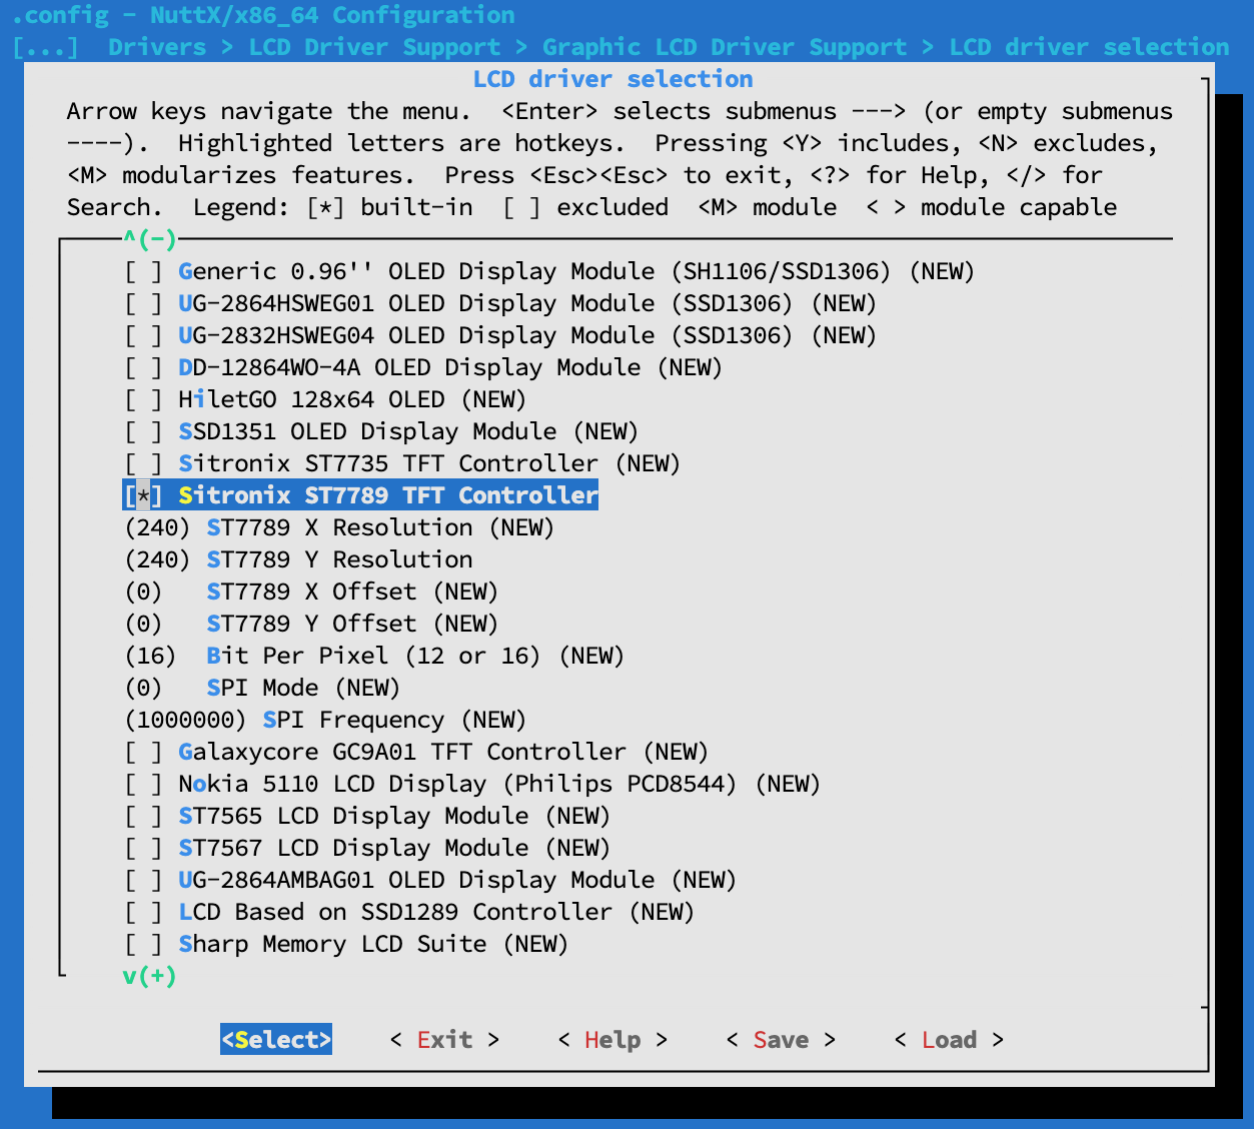 .config - NuttX/x86_64 Configuration
[...] Drivers > LCD Driver Support > Graphic LCD Driver Support > LCD driver selection
LCD driver selection
Arrow keys navigate the menu. <Enter> selects submenus ---> (or empty submenus
----). Highlighted letters are hotkeys. Pressing <Y> includes, <N> excludes,
<M> modularizes features. Press <Esc><Esc> to exit, <?> for Help, </> for
Search. Legend: [*] built-in [ ] excluded <M> module < > module capable
^(-)
[ ] Generic 0.96'' OLED Display Module (SH1106/SSD1306) (NEW)
[ ] UG-2864HSWEG01 OLED Display Module (SSD1306) (NEW)
[ ] UG-2832HSWEG04 OLED Display Module (SSD1306) (NEW)
[ ] DD-12864WO-4A OLED Display Module (NEW)
[ ] HiletGO 128x64 OLED (NEW)
[ ] SSD1351 OLED Display Module (NEW)
[ ] Sitronix ST7735 TFT Controller (NEW)
[*] Sitronix ST7789 TFT Controller
(240) ST7789 X Resolution (NEW)
(240) ST7789 Y Resolution
(0) ST7789 X Offset (NEW)
(0) ST7789 Y Offset (NEW)
(16) Bit Per Pixel (12 or 16) (NEW)
(0) SPI Mode (NEW)
(1000000) SPI Frequency (NEW)
[ ] Galaxycore GC9A01 TFT Controller (NEW)
[ ] Nokia 5110 LCD Display (Philips PCD8544) (NEW)
[ ] ST7565 LCD Display Module (NEW)
[ ] ST7567 LCD Display Module (NEW)
[ ] UG-2864AMBAG01 OLED Display Module (NEW)
[ ] LCD Based on SSD1289 Controller (NEW)
[ ] Sharp Memory LCD Suite (NEW)
v(+)
<Select> < Exit > < Help > < Save > < Load >